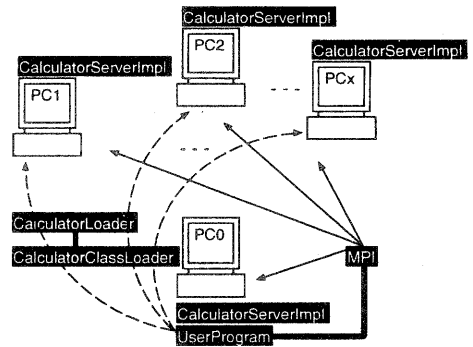 CalculatorServerImpl
PC2
CalculatorServerImpl
CalculatorServerImpl
PCx
PC1
CalculatorLoader
PC0
CalculatorClassLoader
MPI
CalculatorServerImpl
UserProgram